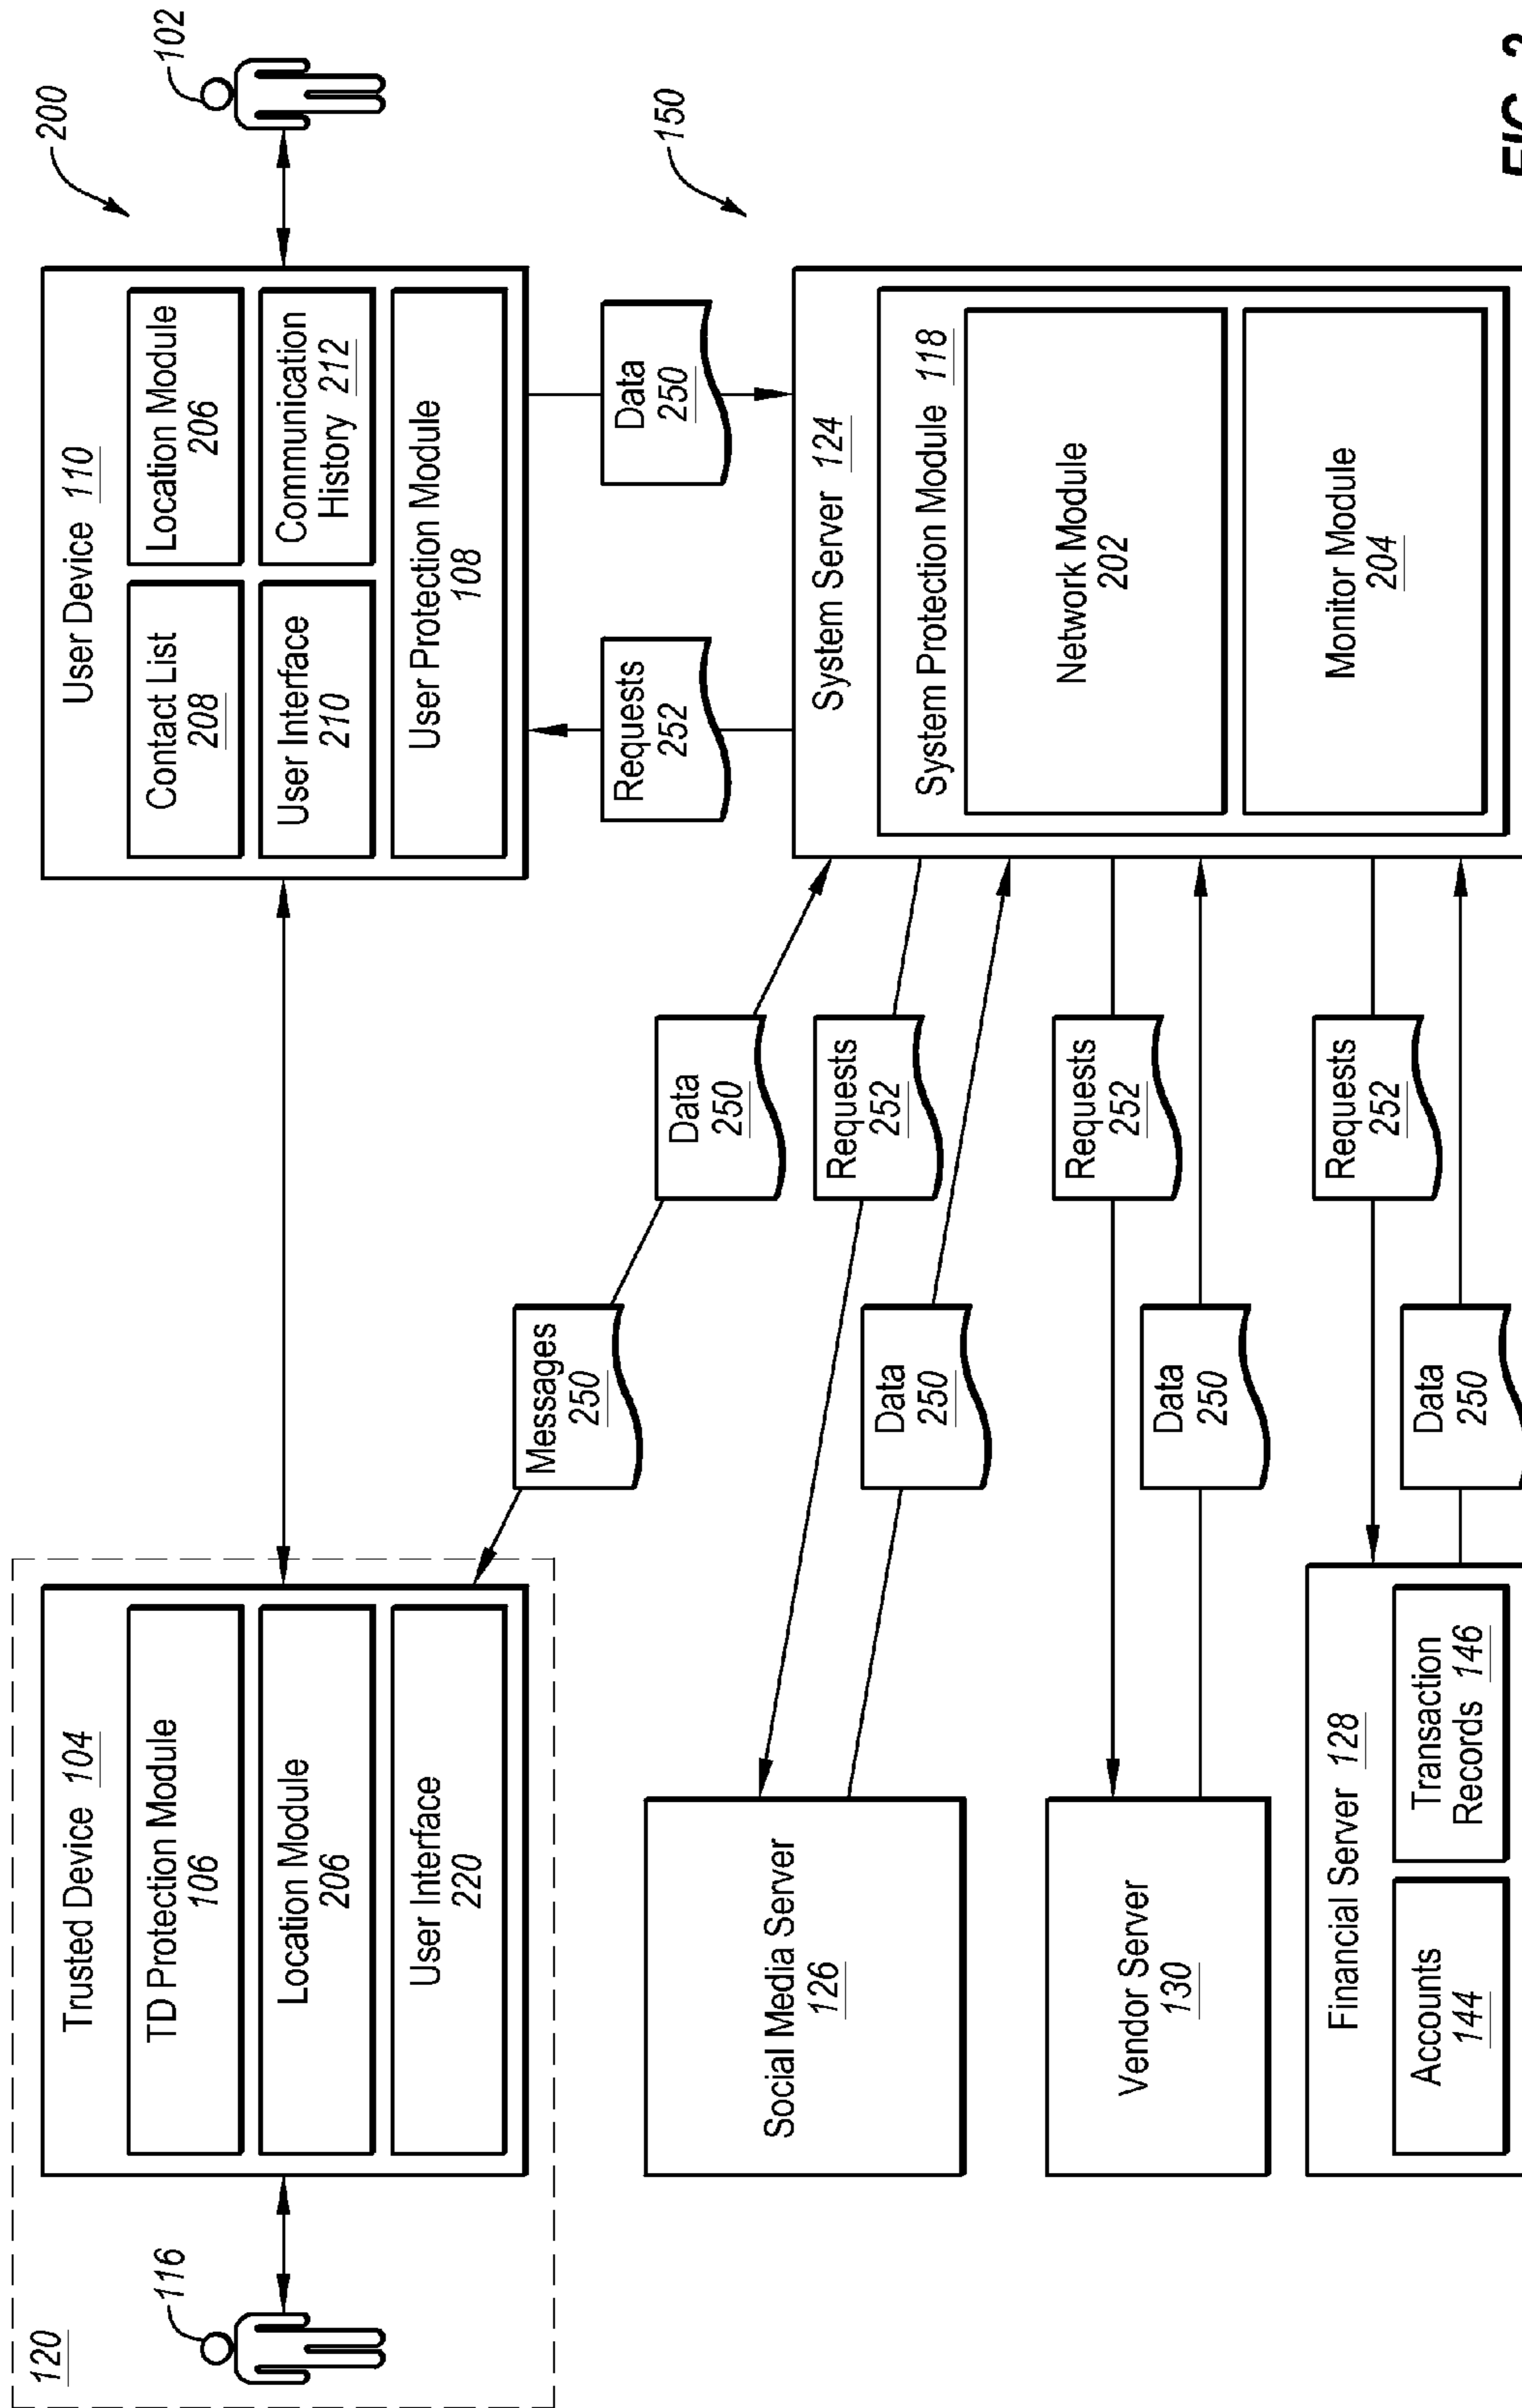 120
116
Trusted Device 104
TD Protection Module
106
Location Module
206
User Interface
220
User Device 110
Contact List
208
Location Module
206
User Interface
210
Communication
History 212
User Protection Module
108
200
102
Messages
250
Data
250
Requests
252
Data
250
150
Social Media Server
126
Requests
252
Data
250
System Server 124
System Protection Module 118
Network Module
202
Monitor Module
204
Vendor Server
130
Requests
252
Data
250
Financial Server 128
Accounts
144
Transaction
Records 146
Requests
252
Data
250
FIG. 2